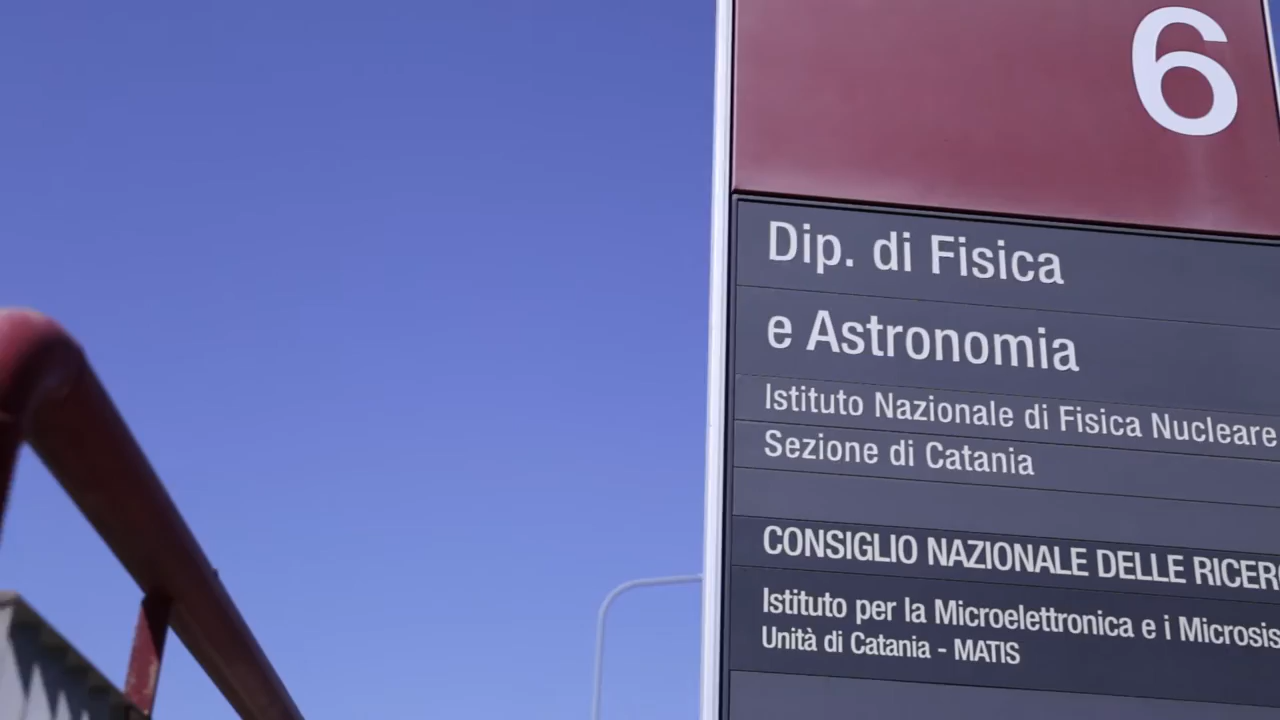 6
Dip. di Fisica
e Astronomia
Istituto Nazionale di Fisica Nucleare
Sezione di Catania
CONSIGLIO NAZIONALE DELLE
Istituto per la Microelettronica e i
Unità di Catania - MATIS